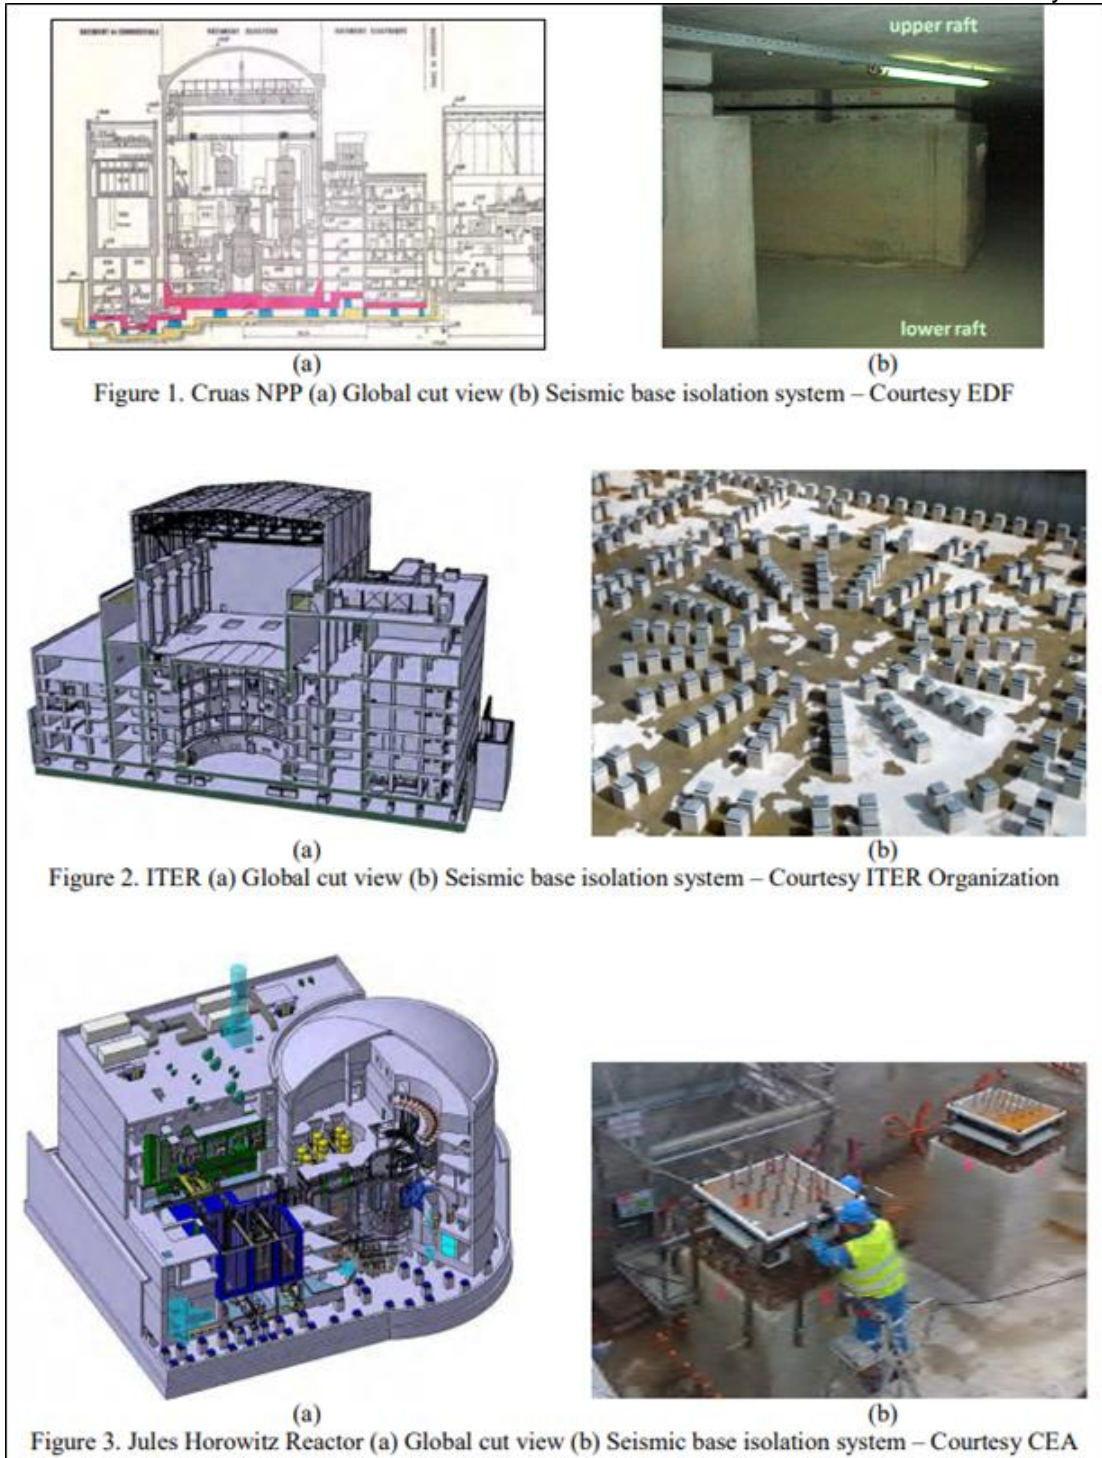 BATIMENT REACTEUR
upper raft
lower raft
(a)
(b)
Figure 1. Cruas NPP (a) Global cut view (b) Seismic base isolation system – Courtesy EDF
(a)
(b)
Figure 2. ITER (a) Global cut view (b) Seismic base isolation system – Courtesy ITER Organization
(a)
(b)
Figure 3. Jules Horowitz Reactor (a) Global cut view (b) Seismic base isolation system – Courtesy CEA